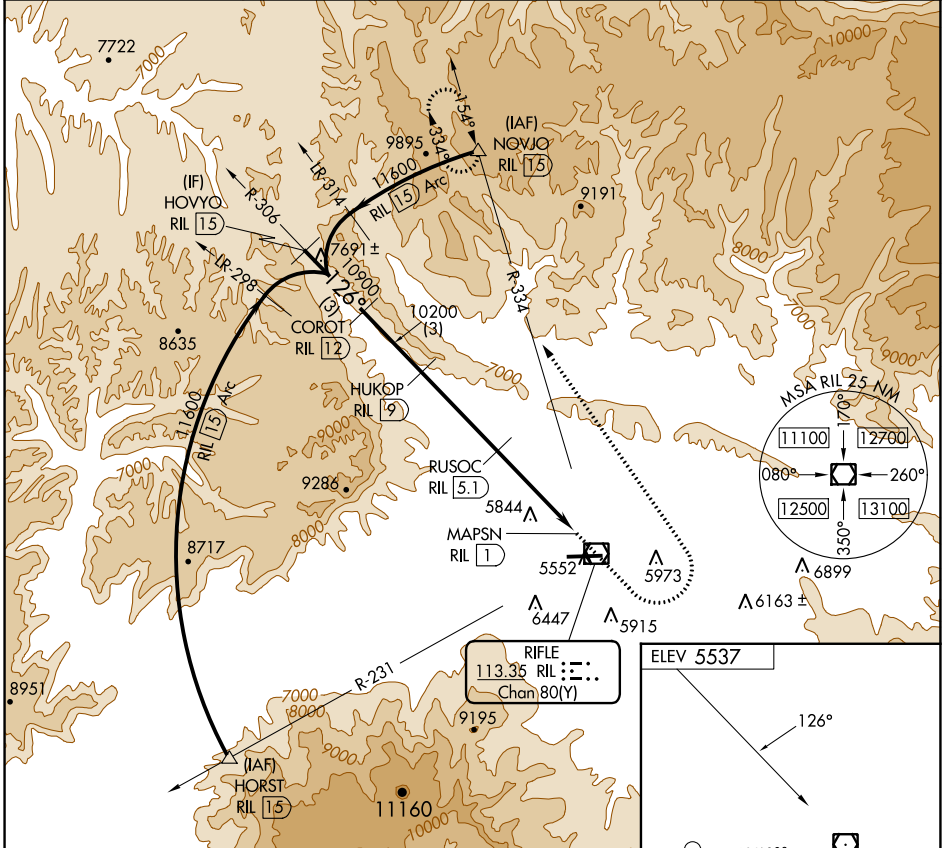 7722
7000
10000
154°
334°
(IAF)
NOVJO
RIL 15
9895
11600
RIL 15 Arc
LR-314
(IF)
HOVYO
RIL 15
R-306
9191
8000
7691 ±
LR-298
R-334
10900
126°
(3)
COROT
RIL 12
10200
(3)
8635
7000
9000
HUKOP
RIL 9
11600
RIL 15 Arc
MSA RIL 25 NM
170°
11100
12700
080°
260°
12500
13100
350°
9000
7000
RUSOC
RIL 5.1
9286
8000
5844
MAPSN
RIL 1
8717
5552
5973
6899
6447
5915
6163 ±
RIFLE
113.35 RIL
Chan 80(Y)
R-231
ELEV 5537
126°
8951
7000
8000
9195
9000
(IAF)
HORST
RIL 15
11160
10000